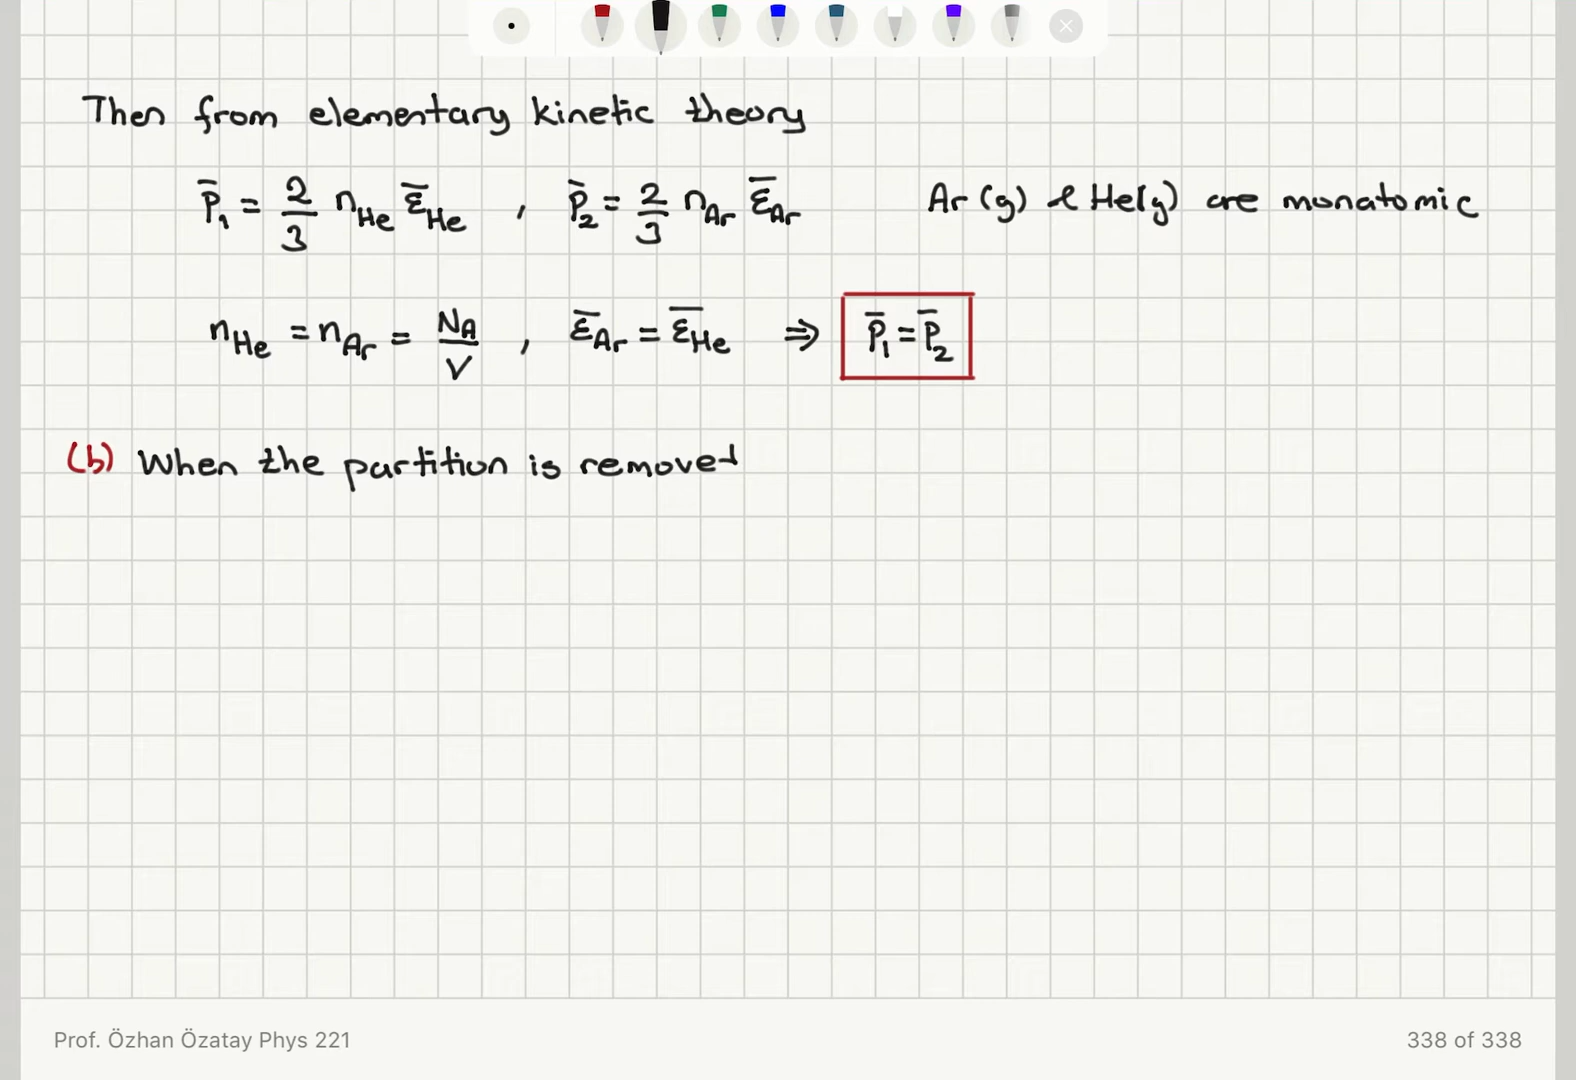 Then from elementary kinetic theory
P̄₁ = 2/3 n_He ε̄_He , P̄₂ = 2/3 n_Ar ε̄_Ar Ar(g) & He(g) are monatomic
n_He = n_Ar = N_A/V , ε̄_Ar = ε̄_He ⇒ P̄₁ = P̄₂
(b) When the partition is removed
Prof. Özhan Özatay Phys 221
338 of 338